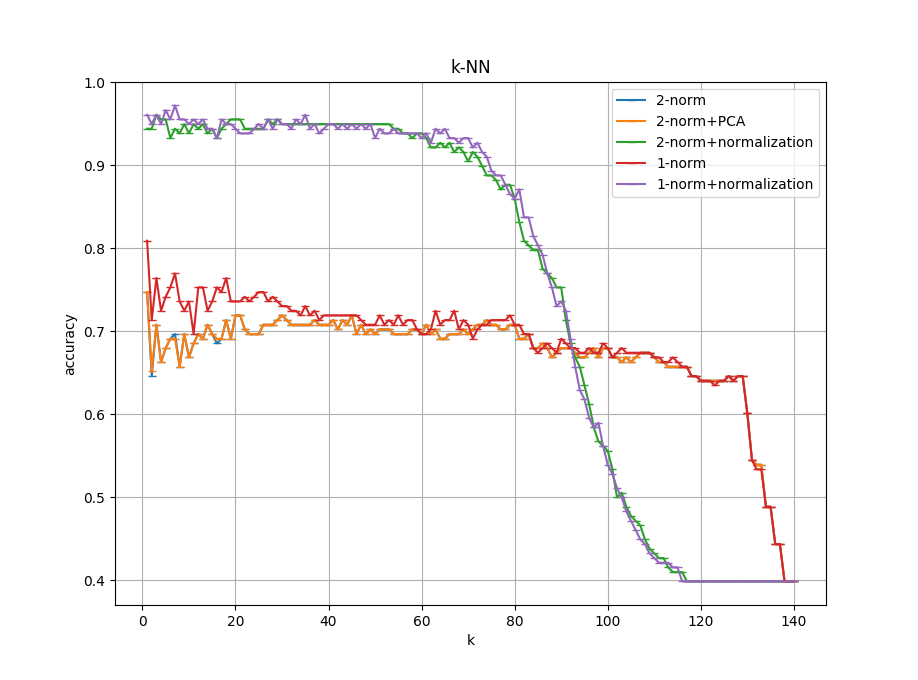 k-NN
1.0
0.9
0.8
0.7
0.6
0.5
0.4
accuracy
2-norm
2-norm+PCA
2-norm+normalization
1-norm
1-norm+normalization
0 20 40 60 80 100 120 140
k